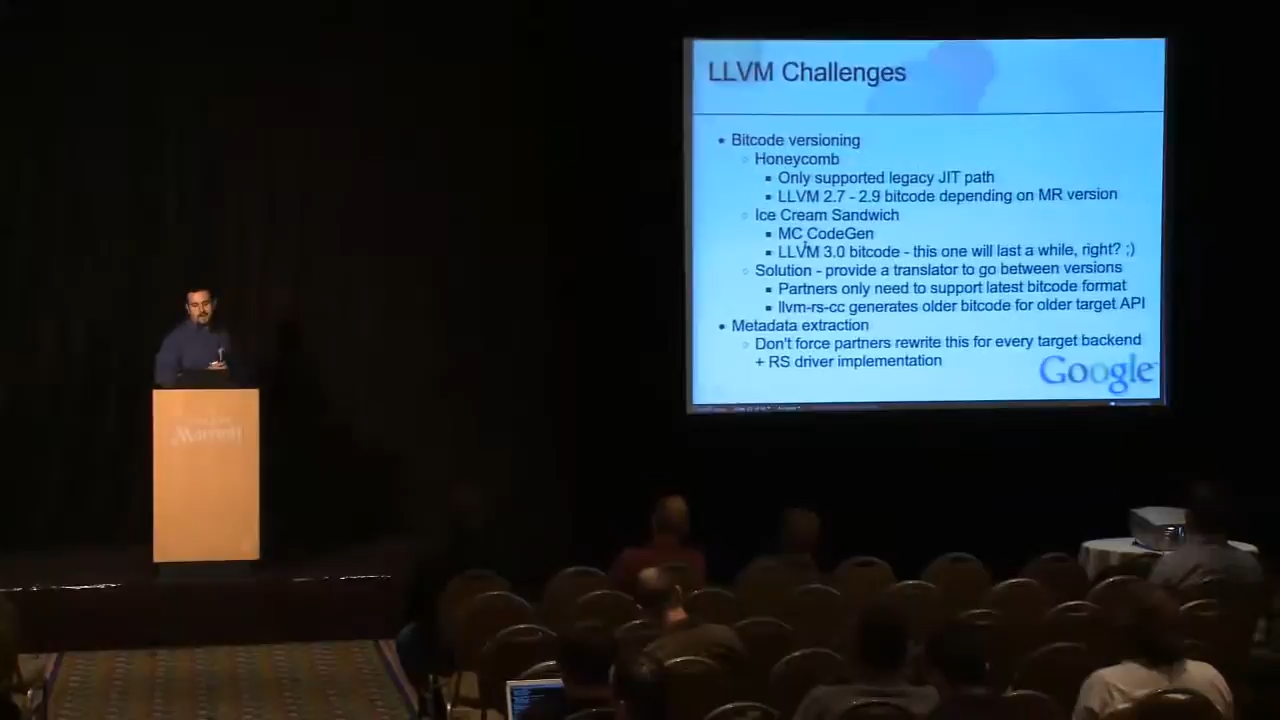 LLVM Challenges
• Bitcode versioning
○ Honeycomb
▪ Only supported legacy JIT path
▪ LLVM 2.7 - 2.9 bitcode depending on MR version
○ Ice Cream Sandwich
▪ MC CodeGen
▪ LLVM 3.0 bitcode - this one will last a while, right? ;)
○ Solution - provide a translator to go between versions
▪ Partners only need to support latest bitcode format
▪ llvm-rs-cc generates older bitcode for older target API
• Metadata extraction
○ Don't force partners rewrite this for every target backend
+ RS driver implementation
Google
Marriott